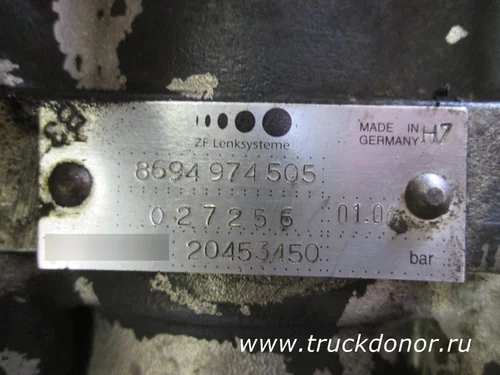 ZF Lenksysteme
MADE IN
GERMANY H7
8694 974 505
027256 01.0
20453450 bar
www.truckdonor.ru